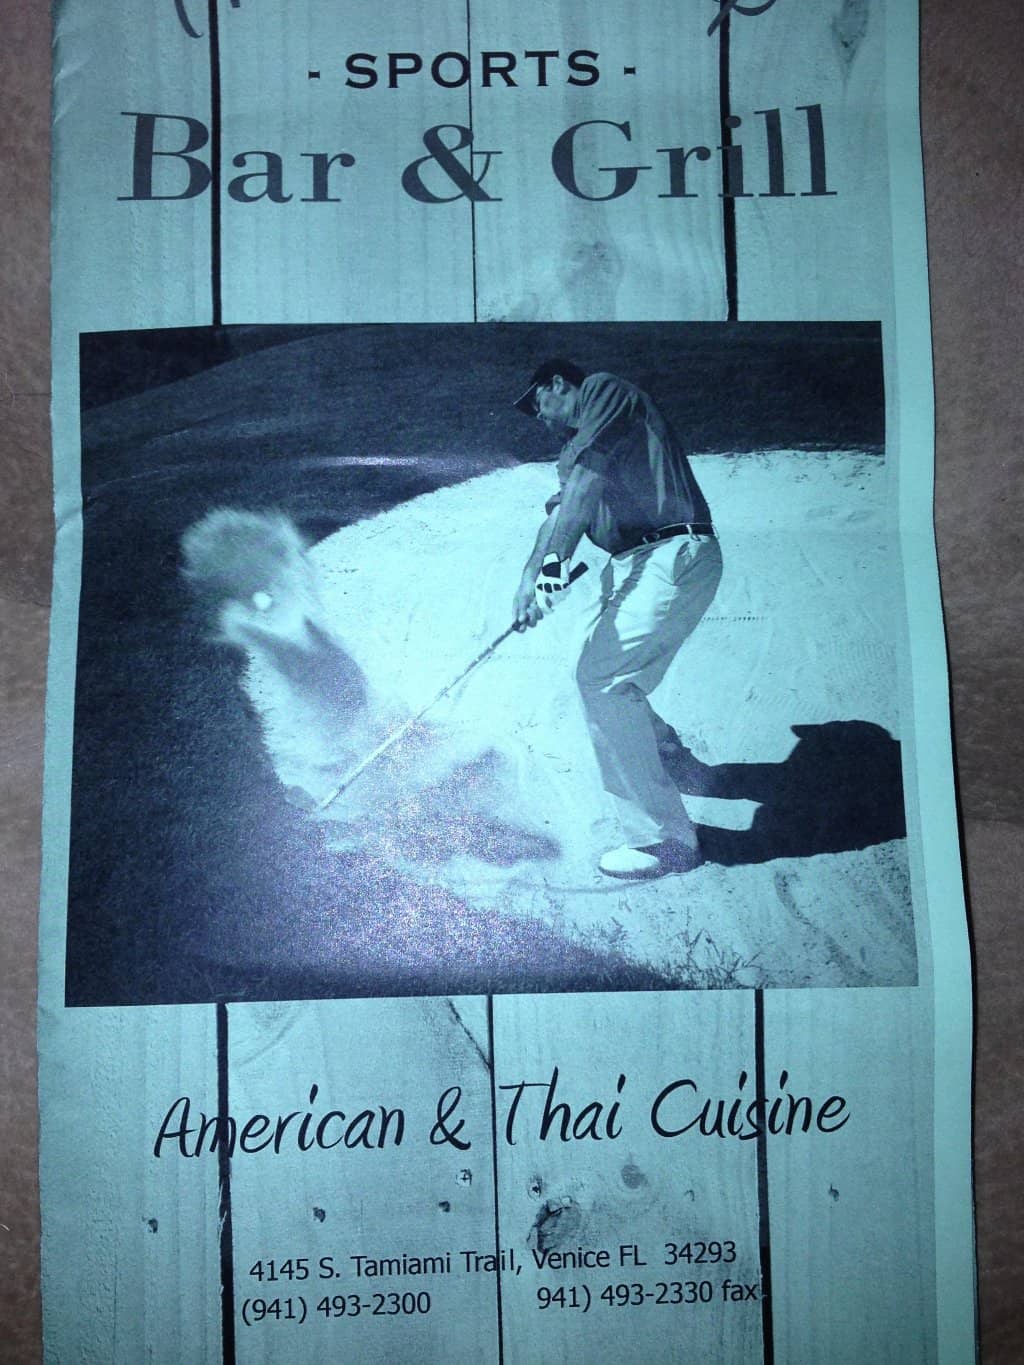 - SPORTS -
Bar & Grill
American & Thai Cuisine
4145 S. Tamiami Trail, Venice FL 34293
(941) 493-2300 941) 493-2330 fax